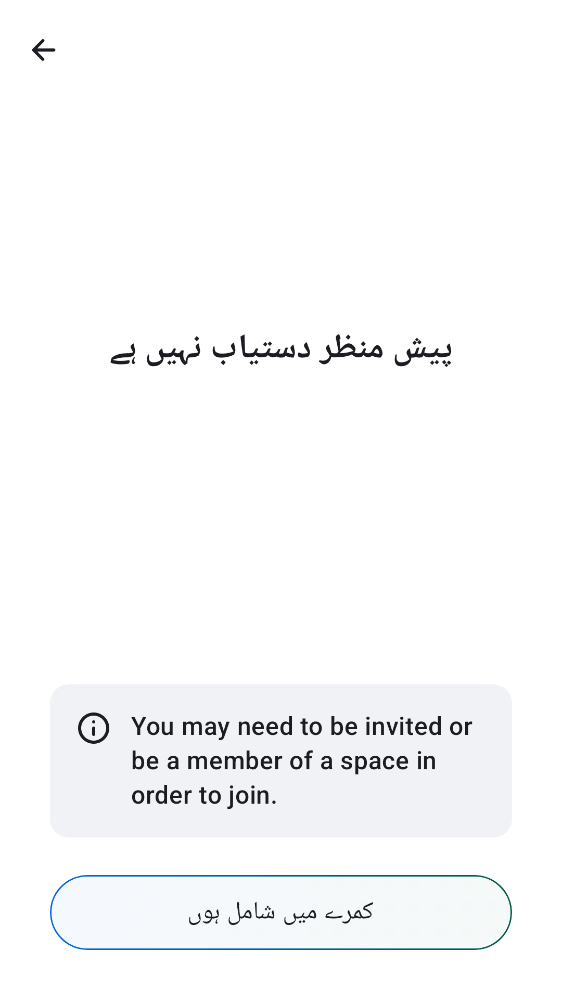 پیش منظر دستیاب نہیں ہے
You may need to be invited or
be a member of a space in
order to join.
کمرے میں شامل ہوں